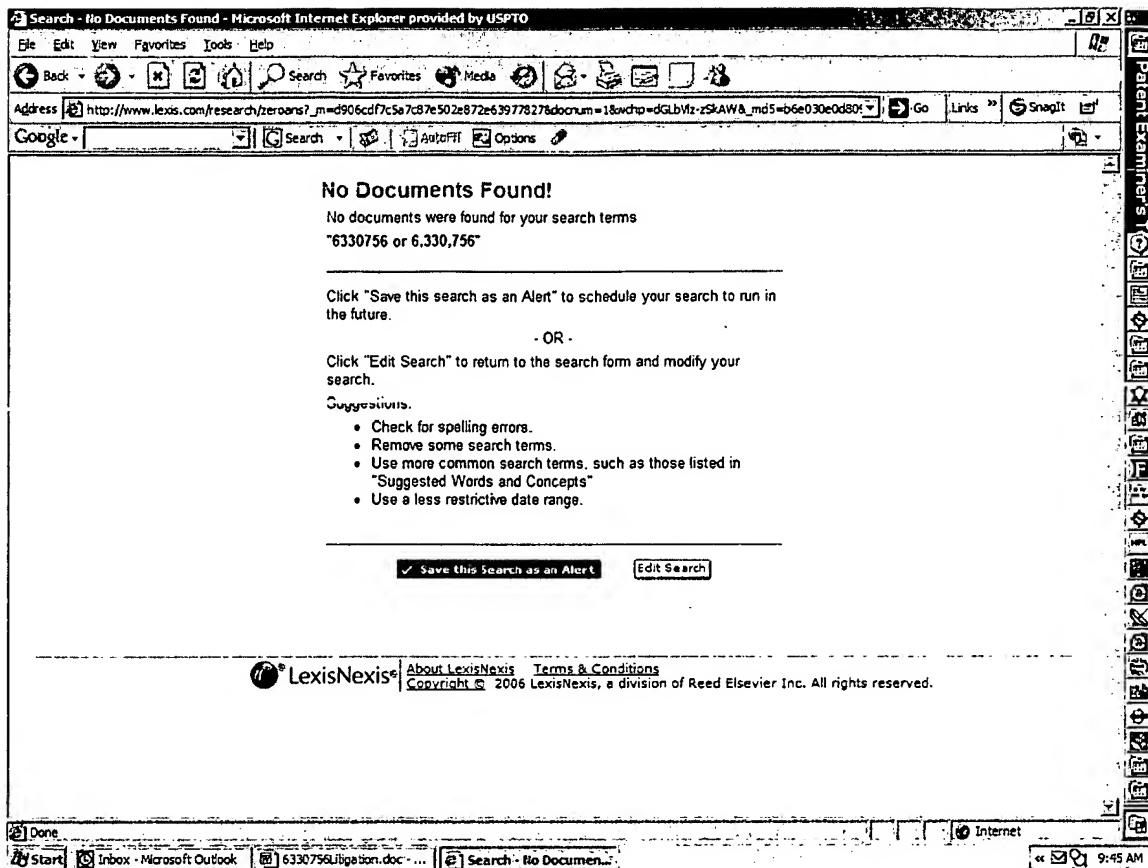 Search - No Documents Found - Microsoft Internet Explorer provided by USPTO
File Edit View Favorites Tools Help
Back Search Favorites Media
Address http://www.lexis.com/research/zeroans?_m=d906cdf7c5a7c87e502e872e63977827&docnum=1&wchp=dGLbVlz-zSkAW&_md5=b6e030e0d80 Go Links » SnagIt
Google - Search AutoFill Options
Patent Examiner's T
No Documents Found!
No documents were found for your search terms
"6330756 or 6,330,756"
Click "Save this search as an Alert" to schedule your search to run in
the future.
- OR -
Click "Edit Search" to return to the search form and modify your
search.
Suggestions:
• Check for spelling errors.
• Remove some search terms.
• Use more common search terms, such as those listed in
"Suggested Words and Concepts"
• Use a less restrictive date range.
✓ Save this Search as an Alert Edit Search
LexisNexis® About LexisNexis Terms & Conditions
Copyright © 2006 LexisNexis, a division of Reed Elsevier Inc. All rights reserved.
Done Internet
Start Inbox - Microsoft Outlook 6330756Litigation.doc - ... Search - No Documen... « 9:45 AM